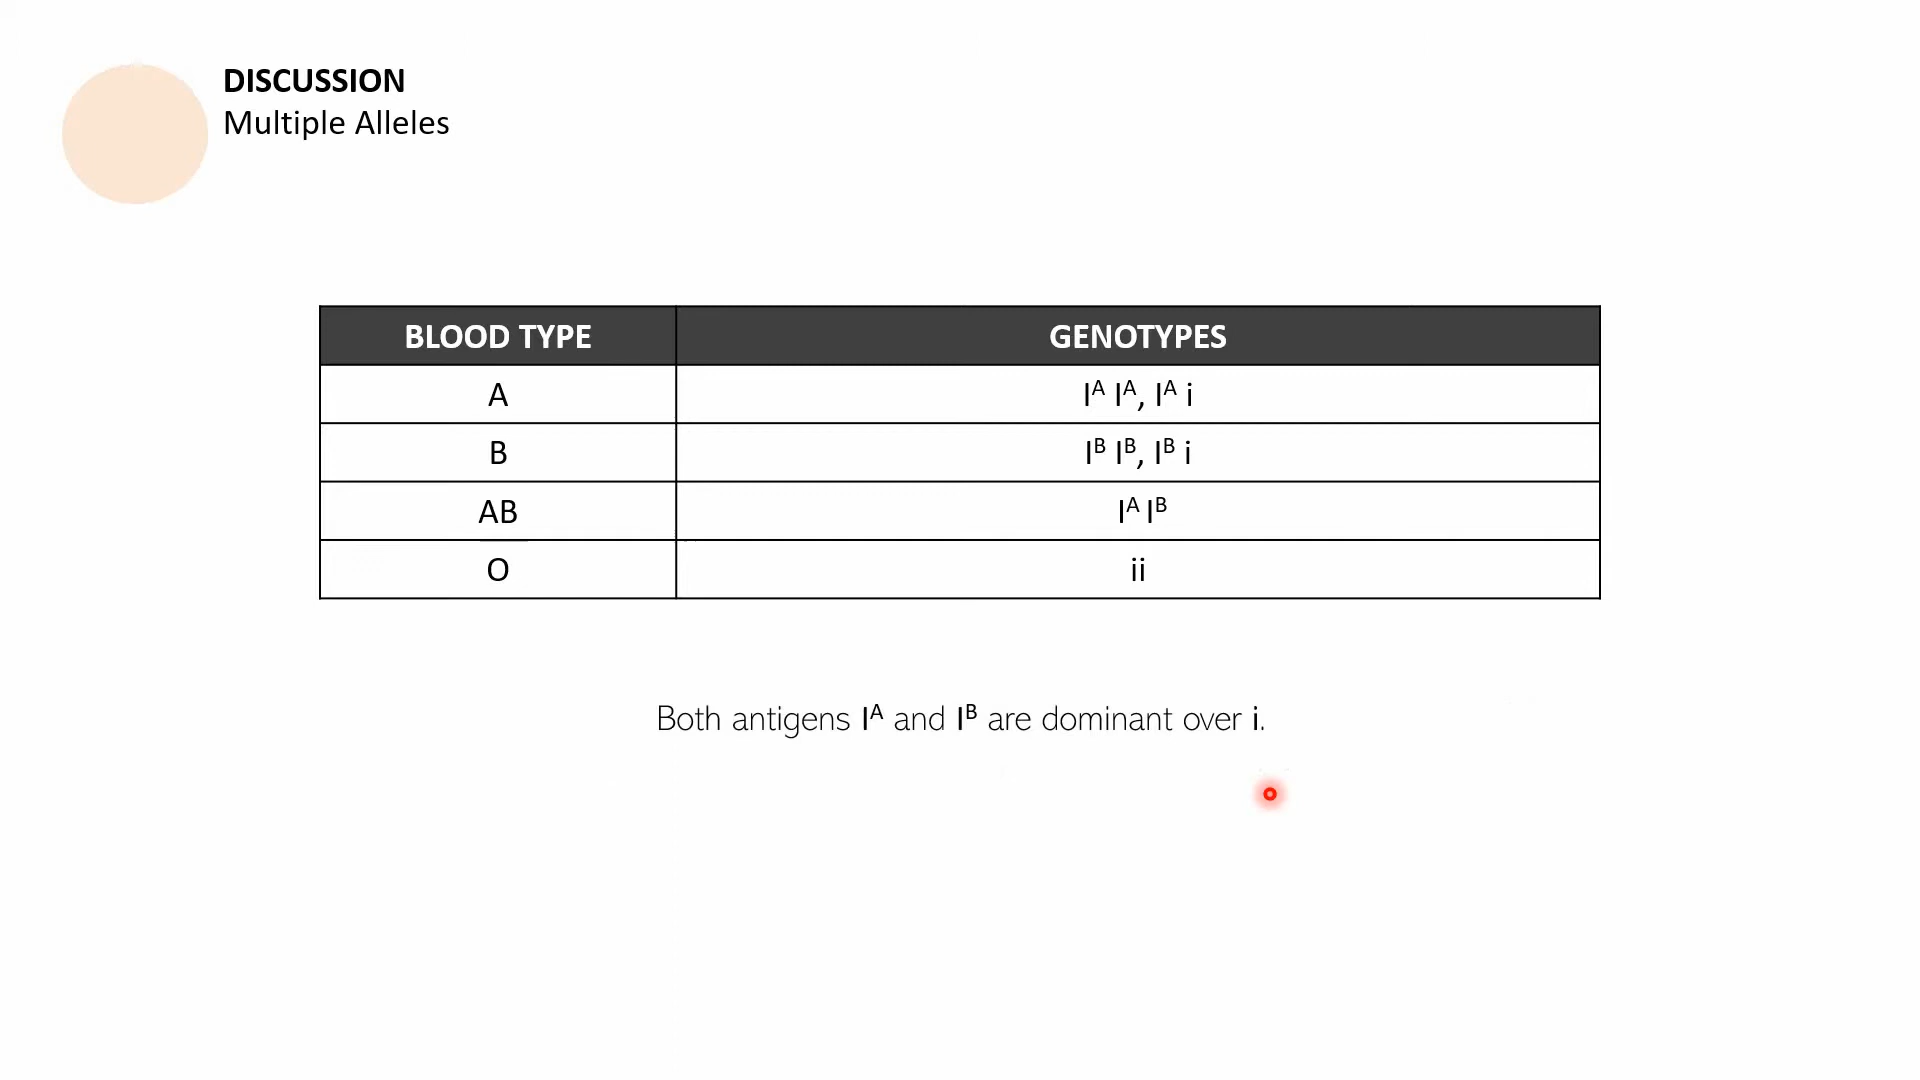 DISCUSSION
Multiple Alleles
BLOOD TYPE GENOTYPES
A Iᴬ Iᴬ, Iᴬ i
B Iᴮ Iᴮ, Iᴮ i
AB Iᴬ Iᴮ
O ii
Both antigens Iᴬ and Iᴮ are dominant over i.